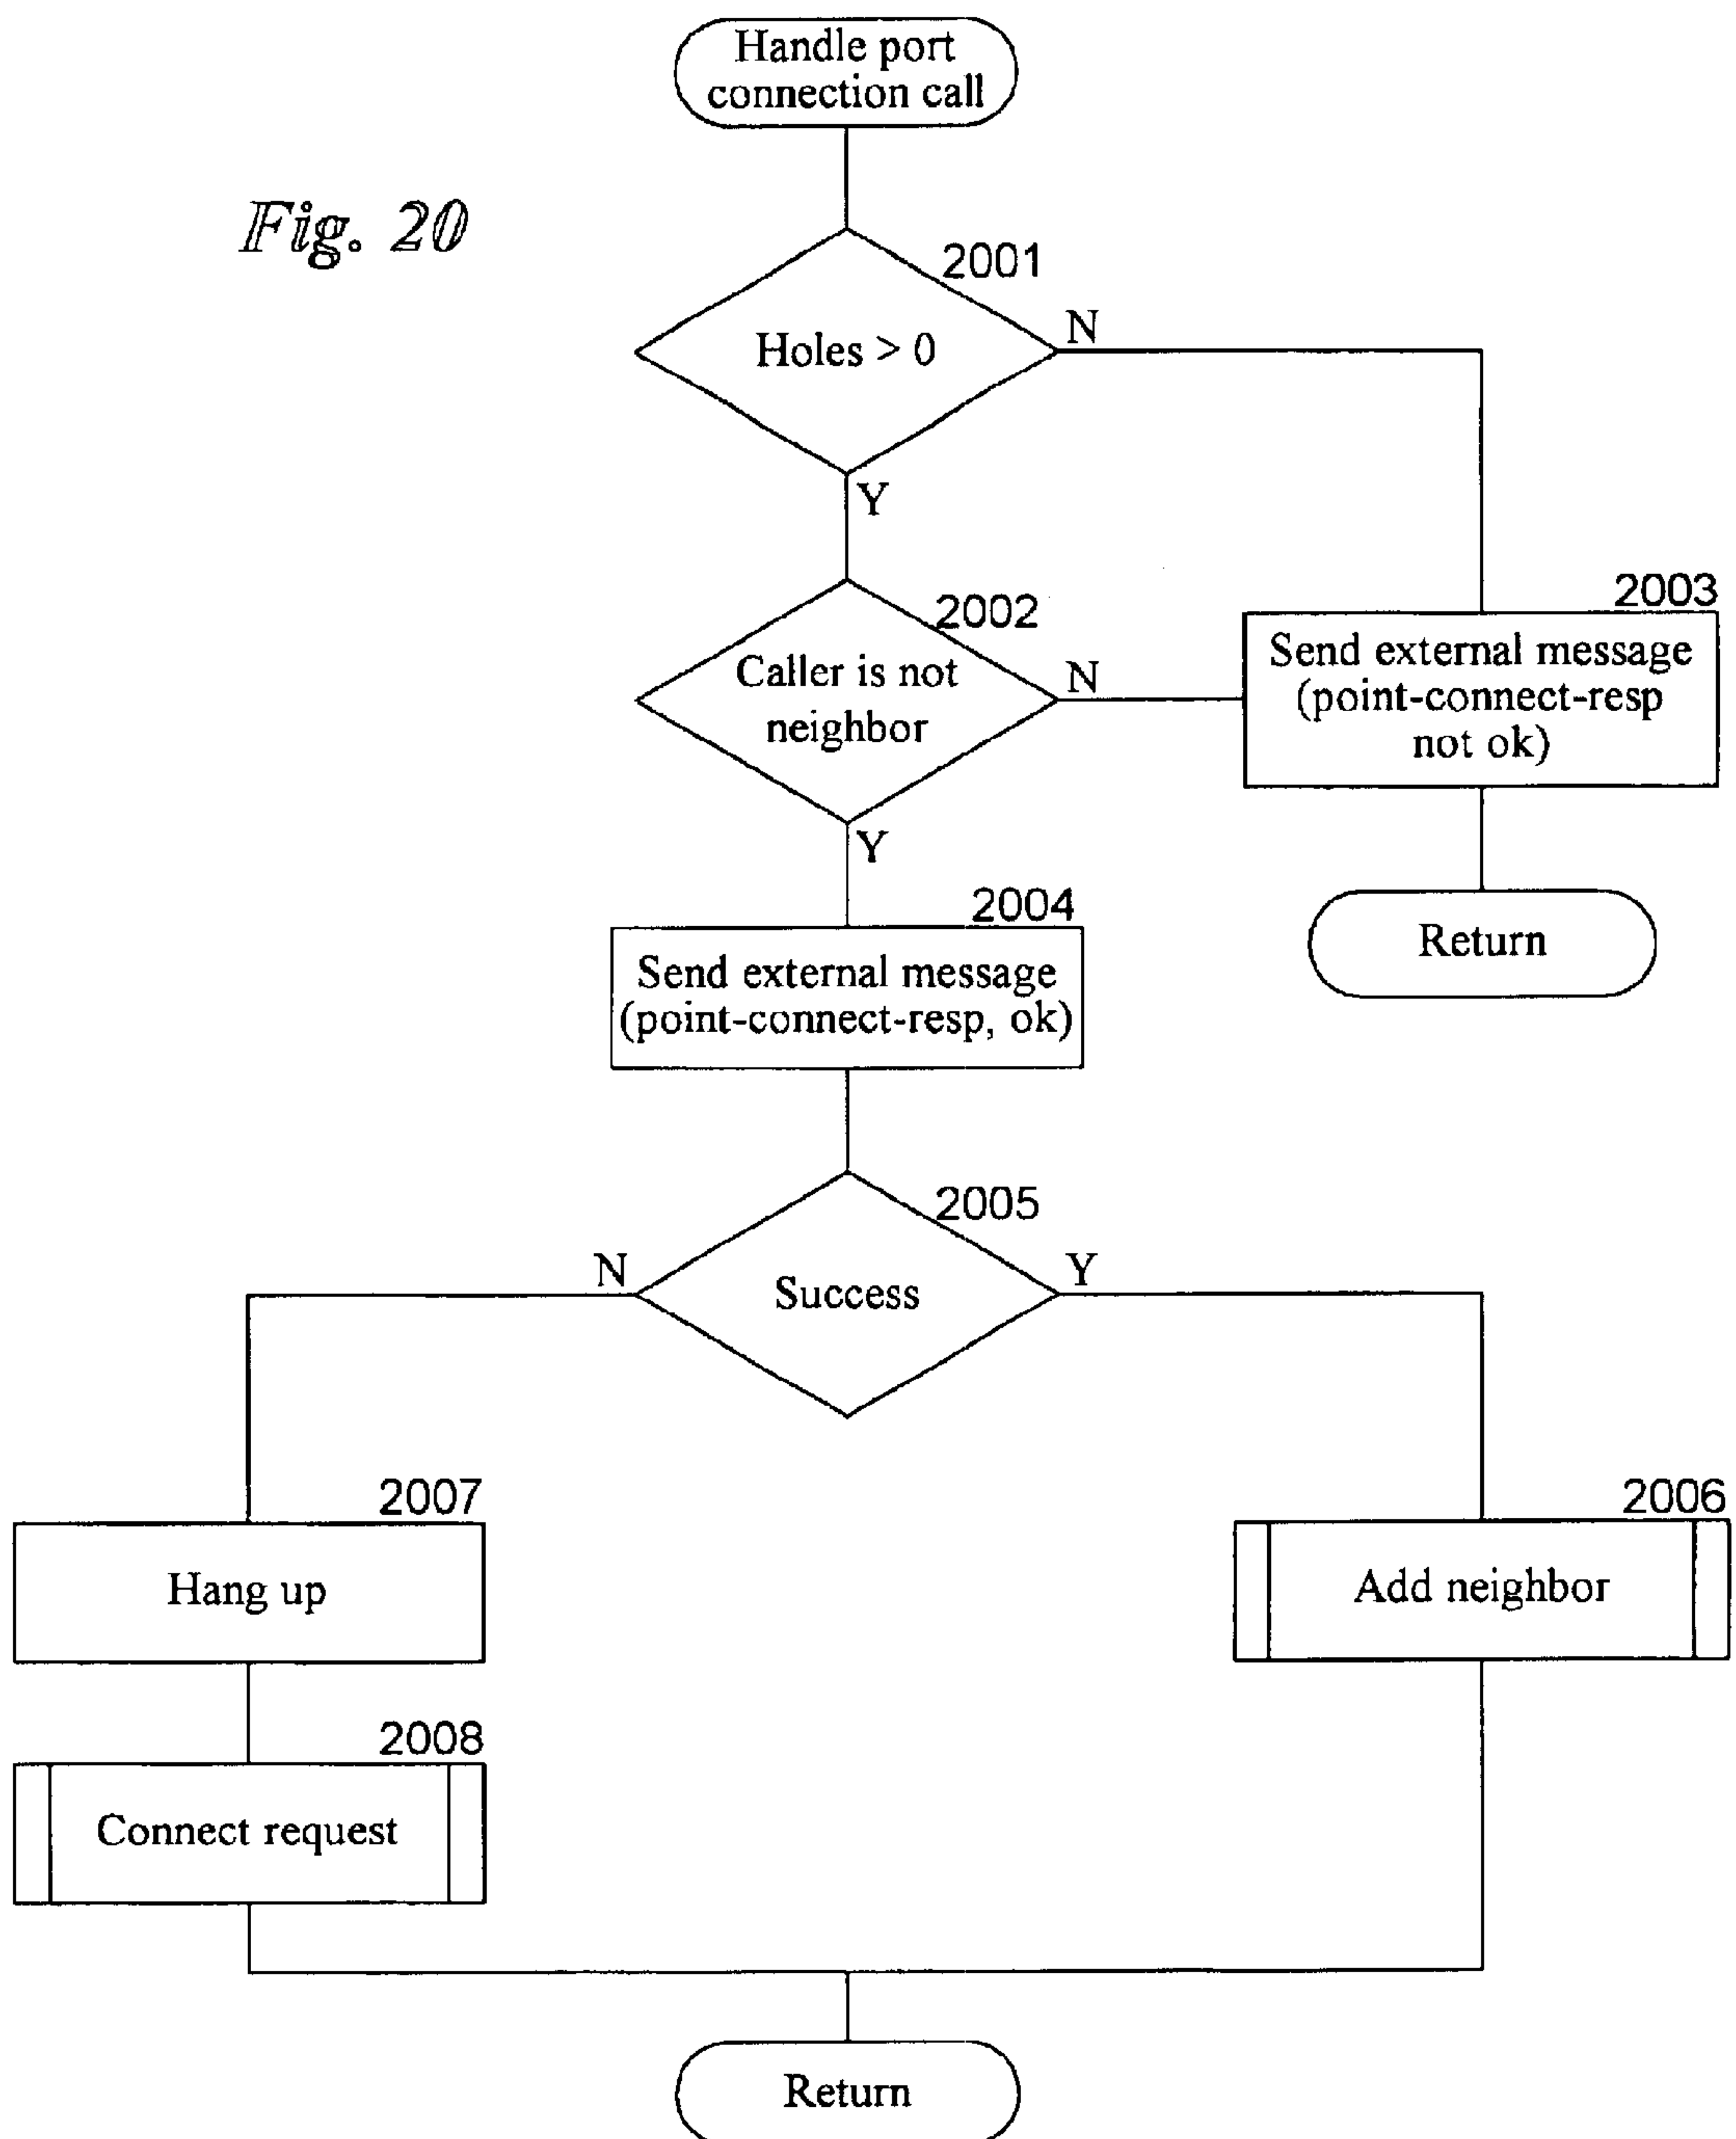 Handle port
connection call
Fig. 20
2001
Holes > 0
N
Y
2002
Caller is not
neighbor
N
Y
2003
Send external message
(point-connect-resp
not ok)
Return
2004
Send external message
(point-connect-resp, ok)
2005
Success
N
Y
2007
Hang up
2006
Add neighbor
2008
Connect request
Return